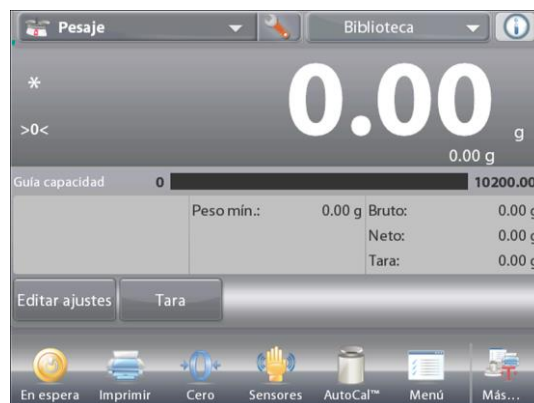 Pesaje Biblioteca
*
0.00
>0< g
0.00 g
Guía capacidad 0 10200.00
Peso mín.: 0.00 g Bruto: 0.00 g
Neto: 0.00 g
Tara: 0.00 g
Editar ajustes Tara
En espera Imprimir Cero Sensores AutoCal™ Menú Más...